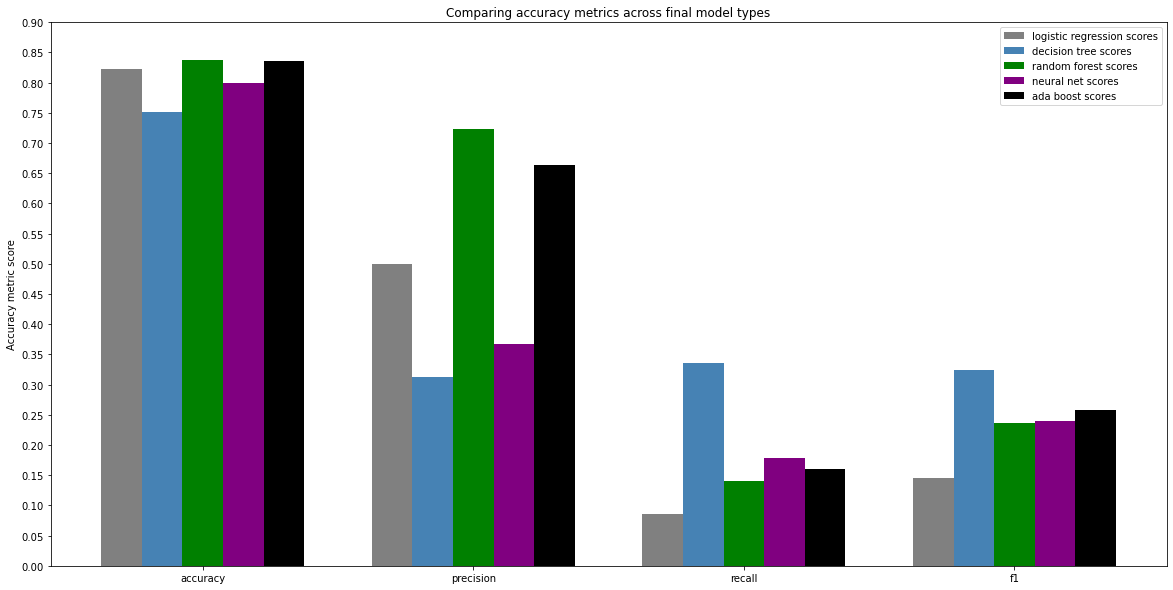 Comparing accuracy metrics across final model types
Accuracy metric score
0.90
0.85
0.80
0.75
0.70
0.65
0.60
0.55
0.50
0.45
0.40
0.35
0.30
0.25
0.20
0.15
0.10
0.05
0.00
logistic regression scores
decision tree scores
random forest scores
neural net scores
ada boost scores
accuracy
precision
recall
f1